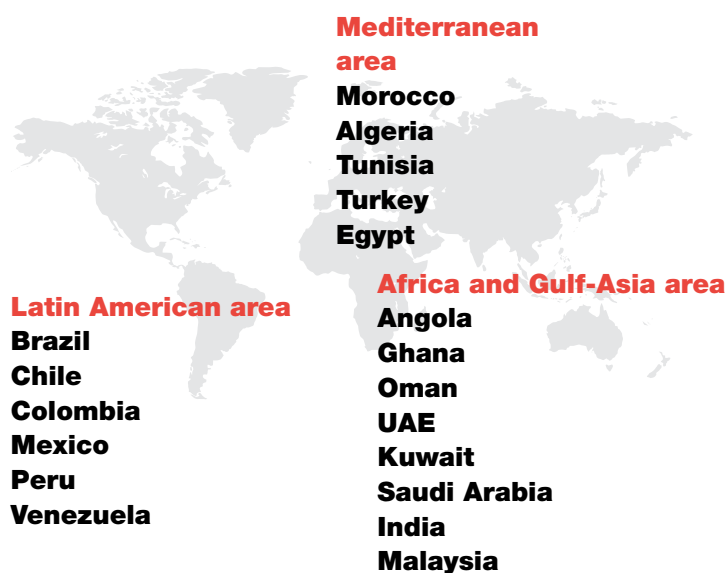 Mediterranean
area
Morocco
Algeria
Tunisia
Turkey
Egypt
Latin American area
Brazil
Chile
Colombia
Mexico
Peru
Venezuela
Africa and Gulf-Asia area
Angola
Ghana
Oman
UAE
Kuwait
Saudi Arabia
India
Malaysia